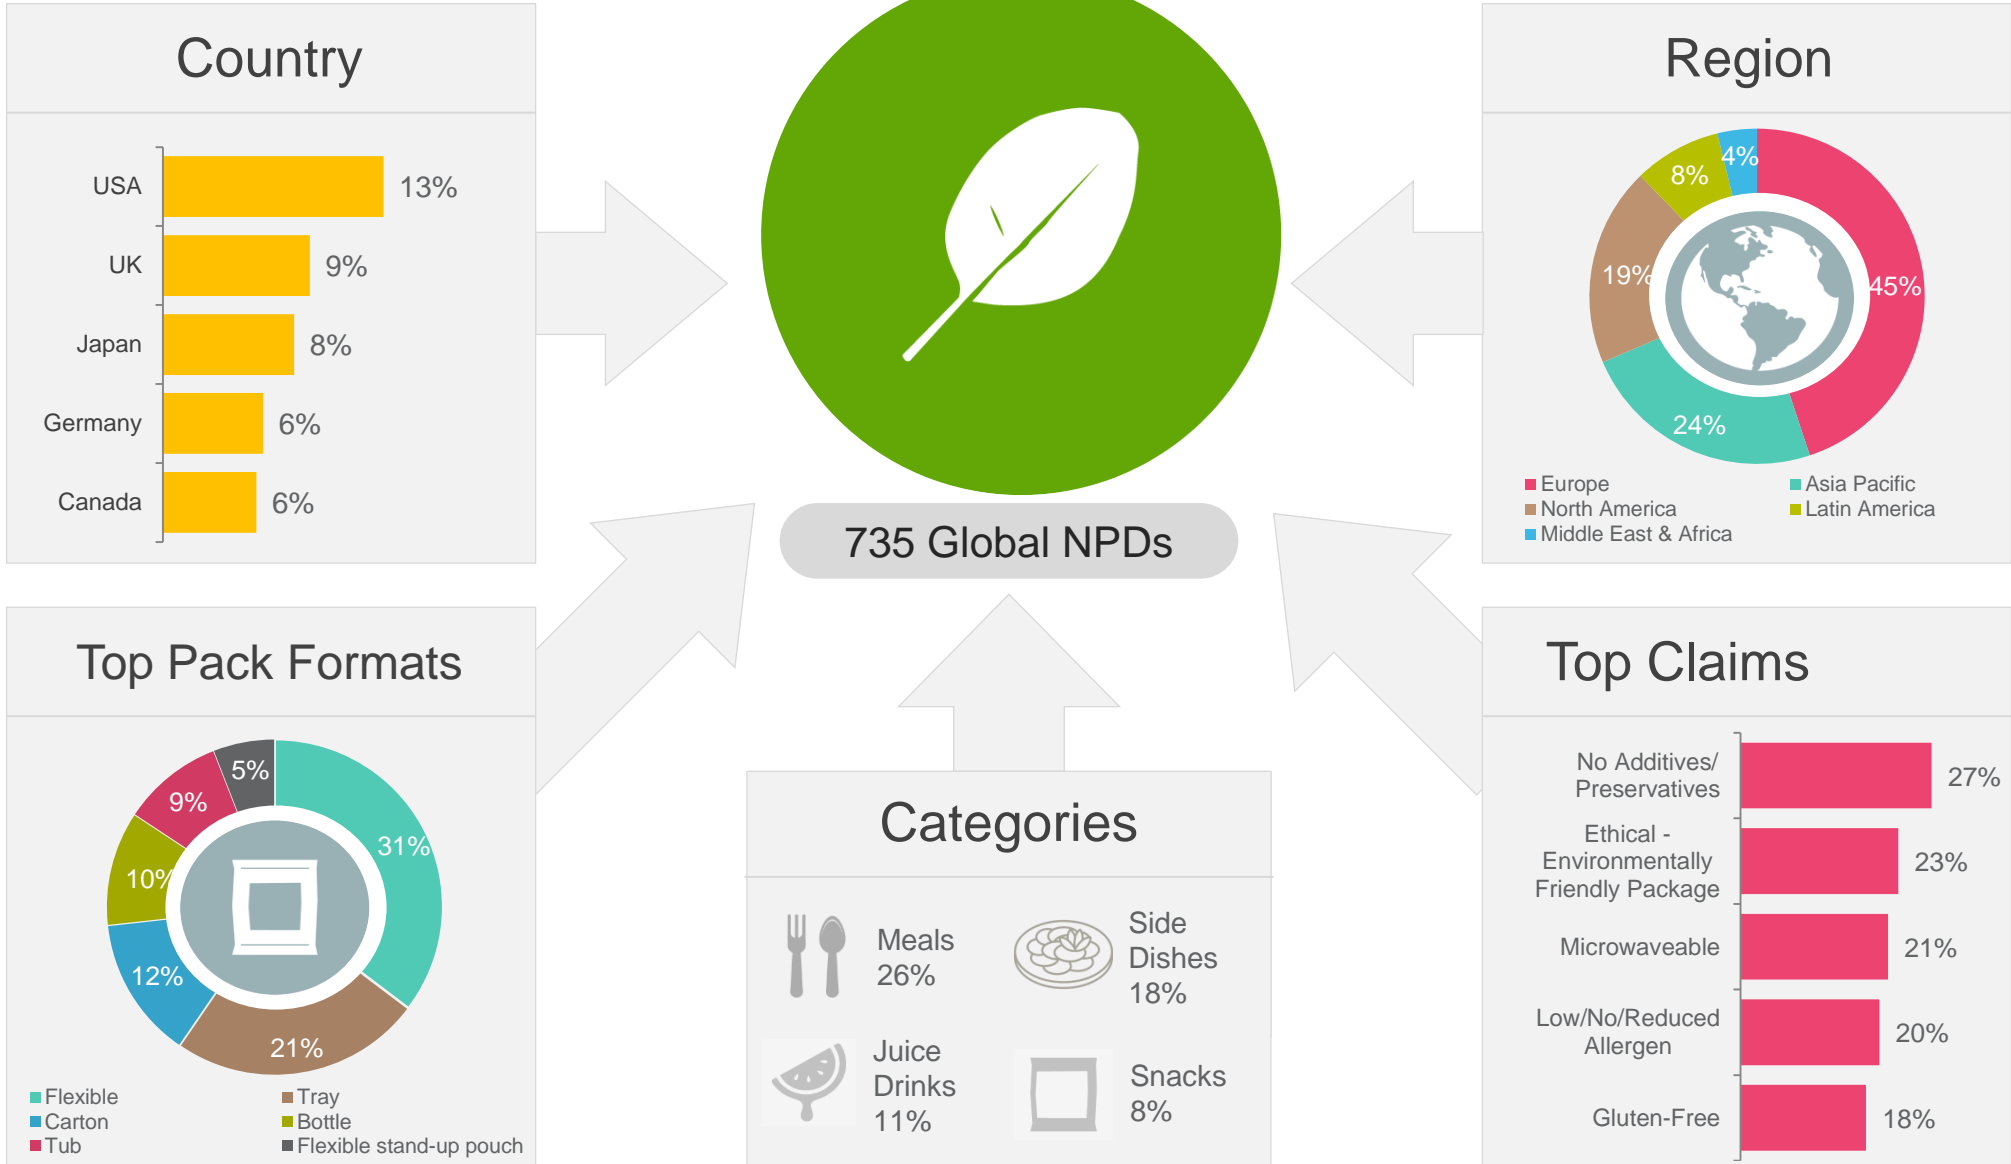 Country
USA
13%
UK
9%
Japan
8%
Germany
6%
Canada
6%
735 Global NPDs
Region
4%
8%
19%
45%
24%
Europe
Asia Pacific
North America
Latin America
Middle East & Africa
Top Pack Formats
5%
9%
31%
10%
12%
21%
Flexible
Tray
Carton
Bottle
Tub
Flexible stand-up pouch
Categories
Meals
26%
Side
Dishes
18%
Juice
Drinks
11%
Snacks
8%
Top Claims
No Additives/
Preservatives
27%
Ethical -
Environmentally
Friendly Package
23%
Microwaveable
21%
Low/No/Reduced
Allergen
20%
Gluten-Free
18%